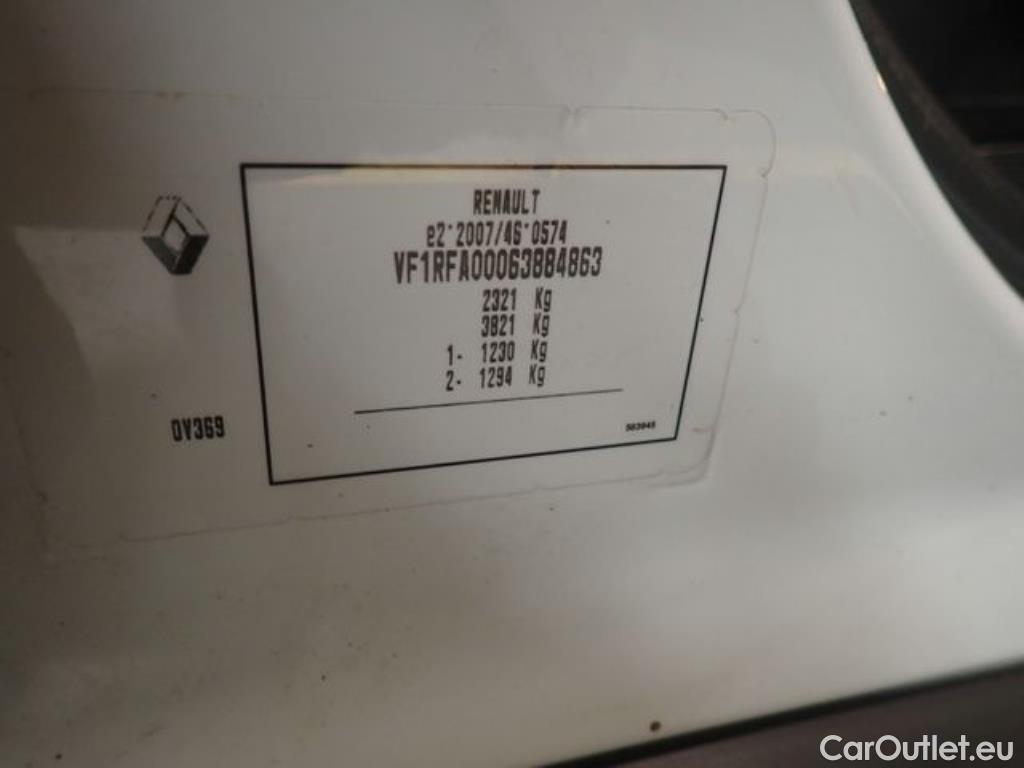 RENAULT
e2*2007/46*0574
VF1RFA00063884863
2321 Kg
3821 Kg
1- 1230 Kg
2- 1294 Kg
OV369
503945
CarOutlet.eu